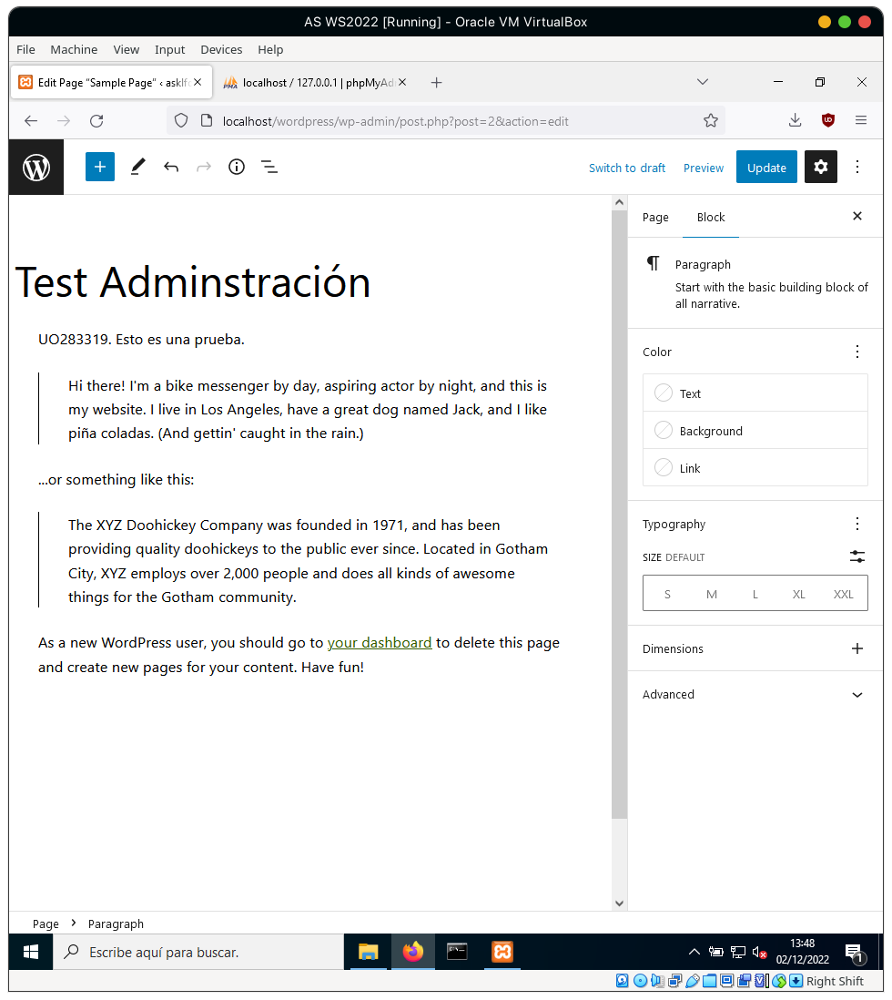 AS WS2022 [Running] - Oracle VM VirtualBox
File Machine View Input Devices Help
Edit Page “Sample Page” ‹ asklfc
localhost / 127.0.0.1 | phpMyAd
localhost/wordpress/wp-admin/post.php?post=2&action=edit
Switch to draft Preview Update
Page Block
Paragraph
Start with the basic building block of
all narrative.
Test Adminstración
UO283319. Esto es una prueba.
Hi there! I'm a bike messenger by day, aspiring actor by night, and this is
my website. I live in Los Angeles, have a great dog named Jack, and I like
piña coladas. (And gettin' caught in the rain.)
...or something like this:
The XYZ Doohickey Company was founded in 1971, and has been
providing quality doohickeys to the public ever since. Located in Gotham
City, XYZ employs over 2,000 people and does all kinds of awesome
things for the Gotham community.
As a new WordPress user, you should go to your dashboard to delete this page
and create new pages for your content. Have fun!
Color
Text
Background
Link
Typography
SIZE DEFAULT
S M L XL XXL
Dimensions
Advanced
Page > Paragraph
Escribe aquí para buscar.
13:48
02/12/2022
1
Right Shift